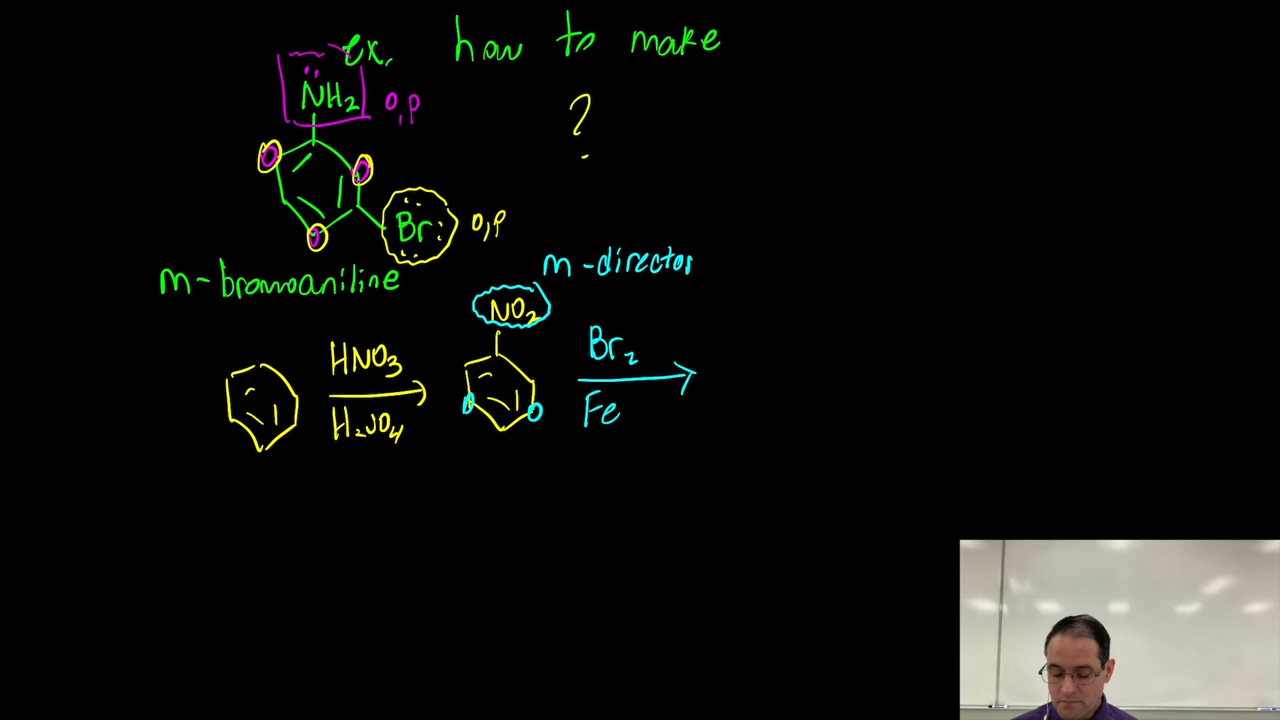 ex. how to make
NH2 O,P
?
Br O,P
m-bromoaniline
m-director
NO2
HNO3
H2SO4
Br2
Fe